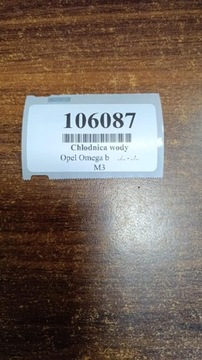 106087
Chłodnica wody
Opel Omega b
M3